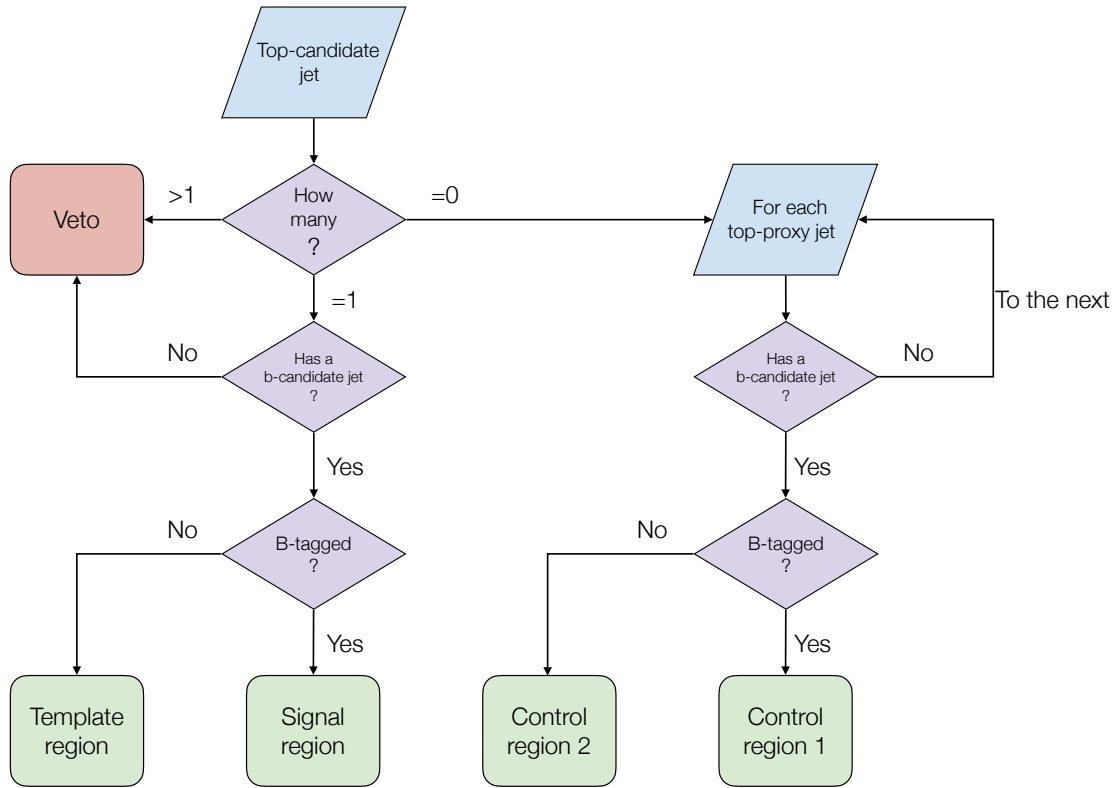 Top-candidate
jet
>1
How
many
?
=0
Veto
For each
top-proxy jet
=1
To the next
No
Has a
b-candidate jet
?
Has a
b-candidate jet
?
No
Yes
Yes
No
B-tagged
?
No
B-tagged
?
Yes
Yes
Template
region
Signal
region
Control
region 2
Control
region 1